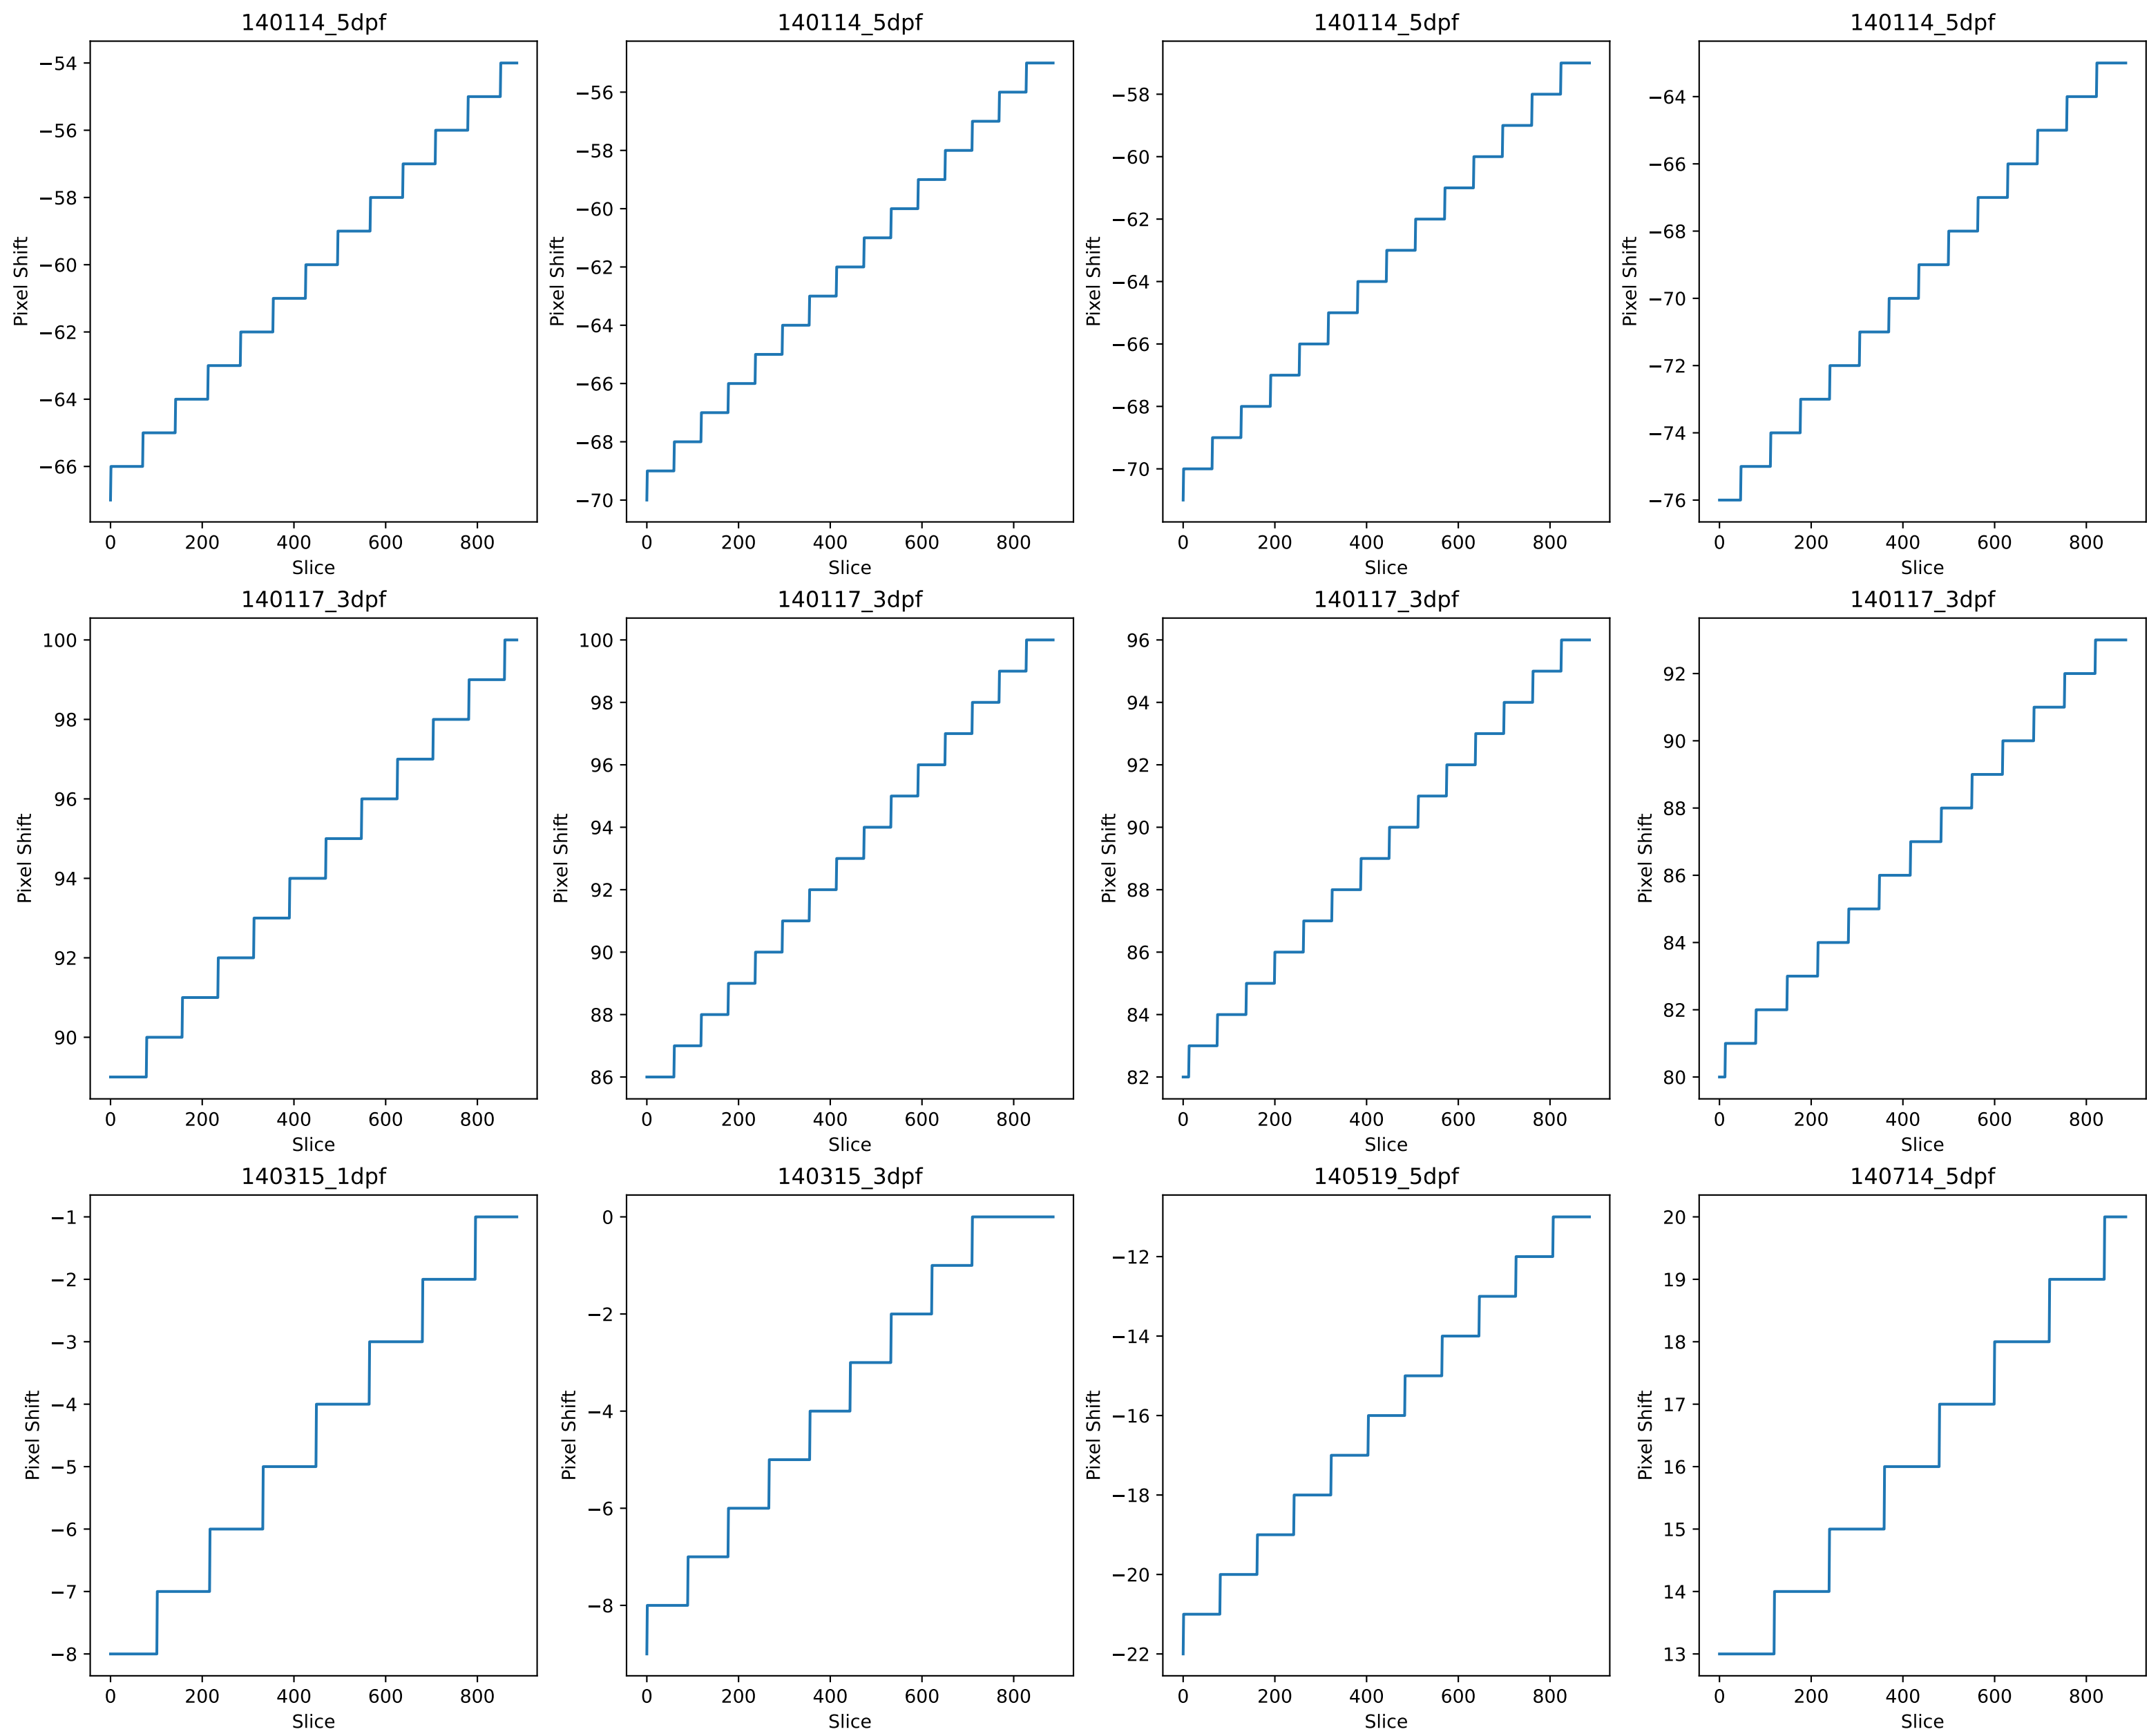 140114_5dpf 140114_5dpf 140114_5dpf 140114_5dpf
Pixel Shift
−54
−56
−58
−60
−62
−64
−66
0 200 400 600 800
Slice
Pixel Shift
−56
−58
−60
−62
−64
−66
−68
−70
0 200 400 600 800
Slice
Pixel Shift
−58
−60
−62
−64
−66
−68
−70
0 200 400 600 800
Slice
Pixel Shift
−64
−66
−68
−70
−72
−74
−76
0 200 400 600 800
Slice
140117_3dpf 140117_3dpf 140117_3dpf 140117_3dpf
Pixel Shift
100
98
96
94
92
90
0 200 400 600 800
Slice
Pixel Shift
100
98
96
94
92
90
88
86
0 200 400 600 800
Slice
Pixel Shift
96
94
92
90
88
86
84
82
0 200 400 600 800
Slice
Pixel Shift
92
90
88
86
84
82
80
0 200 400 600 800
Slice
140315_1dpf 140315_3dpf 140519_5dpf 140714_5dpf
Pixel Shift
−1
−2
−3
−4
−5
−6
−7
−8
0 200 400 600 800
Slice
Pixel Shift
0
−2
−4
−6
−8
0 200 400 600 800
Slice
Pixel Shift
−12
−14
−16
−18
−20
−22
0 200 400 600 800
Slice
Pixel Shift
20
19
18
17
16
15
14
13
0 200 400 600 800
Slice